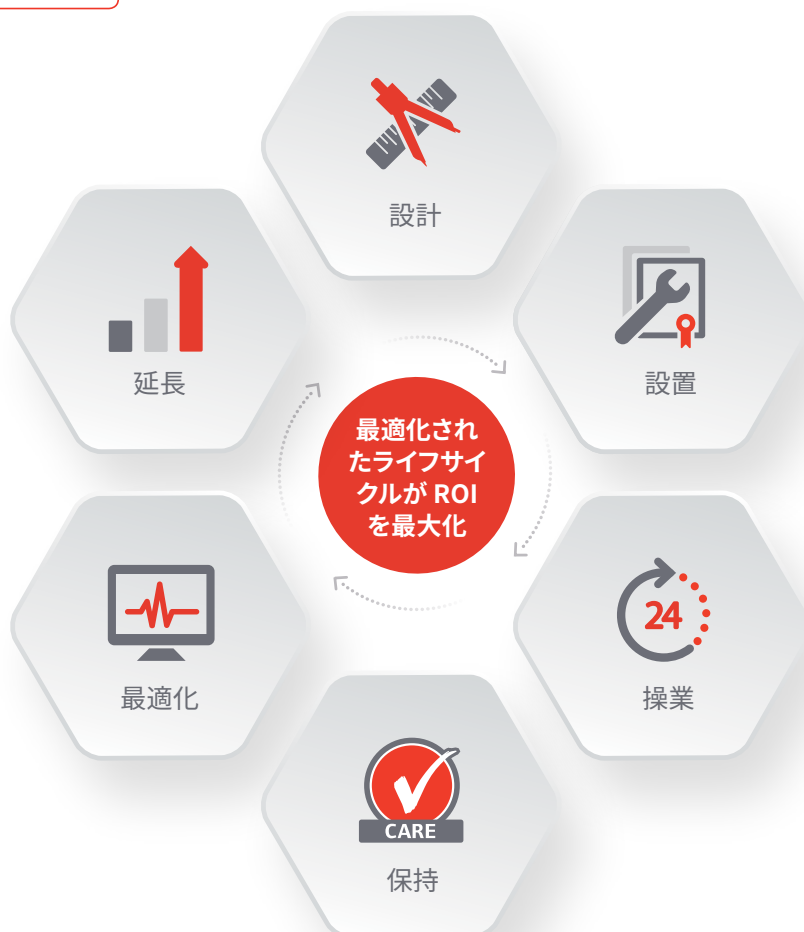 設計
設置
延長
最適化され
たライフサイ
クルが ROI
を最大化
24
操業
最適化
CARE
保持